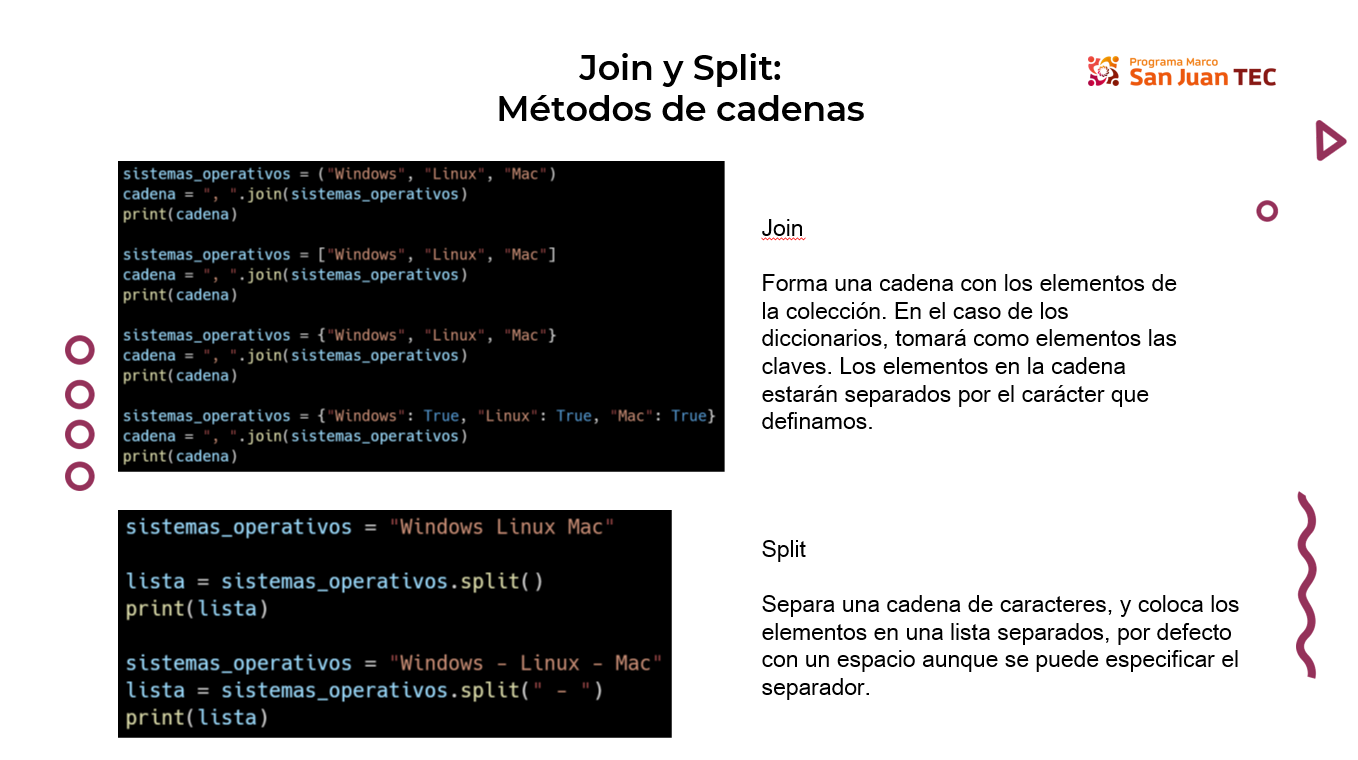 Join y Split:
Métodos de cadenas
Programa Marco
San Juan TEC
sistemas_operativos = ("Windows", "Linux", "Mac")
cadena = ", ".join(sistemas_operativos)
print(cadena)
sistemas_operativos = ["Windows", "Linux", "Mac"]
cadena = ", ".join(sistemas_operativos)
print(cadena)
sistemas_operativos = {"Windows", "Linux", "Mac"}
cadena = ", ".join(sistemas_operativos)
print(cadena)
sistemas_operativos = {"Windows": True, "Linux": True, "Mac": True}
cadena = ", ".join(sistemas_operativos)
print(cadena)
Join
Forma una cadena con los elementos de
la colección. En el caso de los
diccionarios, tomará como elementos las
claves. Los elementos en la cadena
estarán separados por el carácter que
definamos.
sistemas_operativos = "Windows Linux Mac"
lista = sistemas_operativos.split()
print(lista)
sistemas_operativos = "Windows - Linux - Mac"
lista = sistemas_operativos.split(" - ")
print(lista)
Split
Separa una cadena de caracteres, y coloca los
elementos en una lista separados, por defecto
con un espacio aunque se puede especificar el
separador.